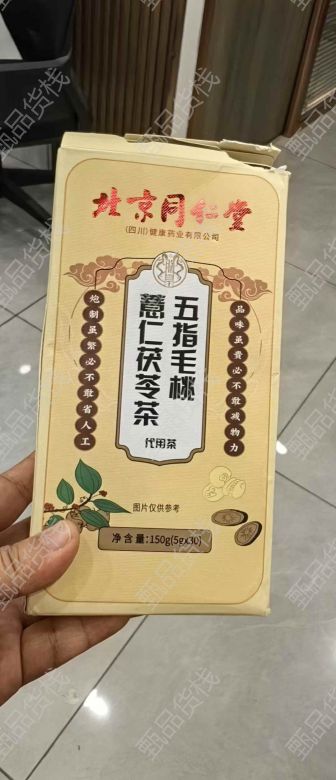 北京同仁堂
(四川)健康药业有限公司
五指毛桃
薏仁茯苓茶
代用茶
品味虽贵必不敢减物力
炮制虽繁必不敢省人工
图片仅供参考
净含量:150g(5g×30)
甄品货栈